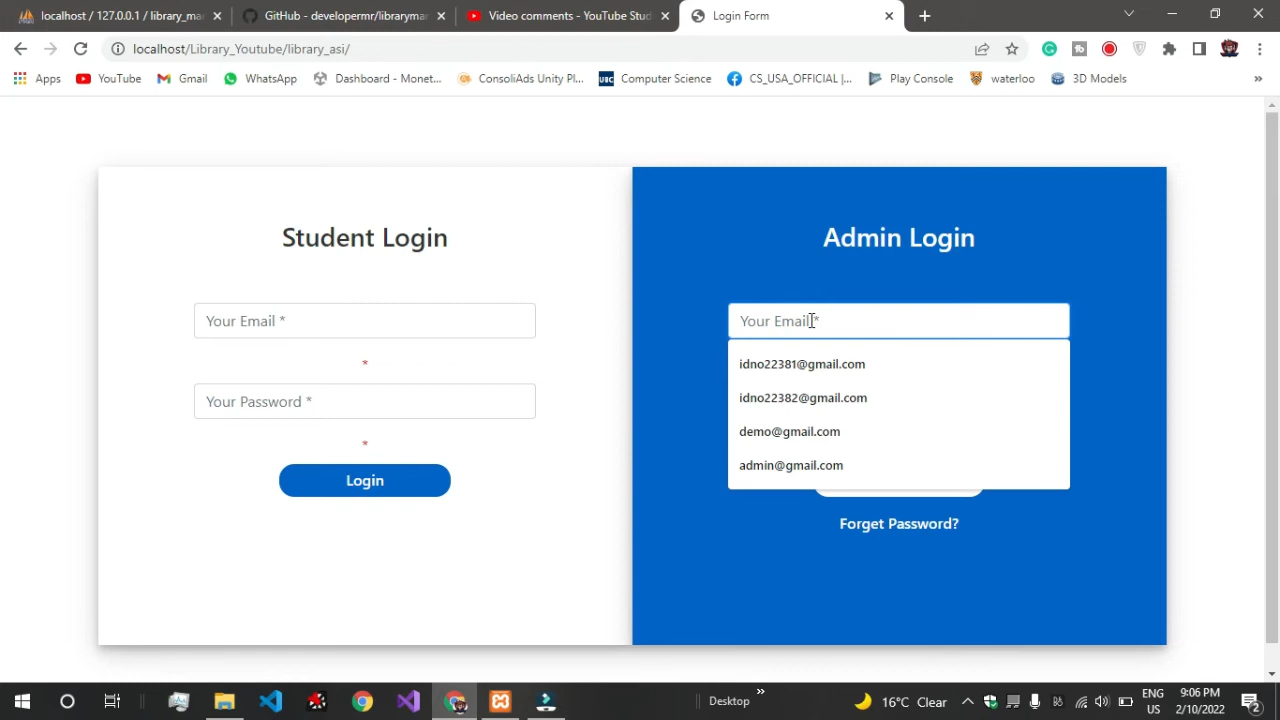 localhost / 127.0.0.1 / library_ma
GitHub - developermr/libraryman
Video comments - YouTube Stud
Login Form
localhost/Library_Youtube/library_asi/
Apps
YouTube
Gmail
WhatsApp
Dashboard - Monet...
ConsoliAds Unity Pl...
UBC
Computer Science
CS_USA_OFFICIAL |...
Play Console
waterloo
3D Models
»
Student Login
Your Email *
*
Your Password *
*
Login
Admin Login
Your Email *
idno22381@gmail.com
idno22382@gmail.com
demo@gmail.com
admin@gmail.com
Forget Password?
Desktop
»
16°C Clear
ENG
US
9:06 PM
2/10/2022
2